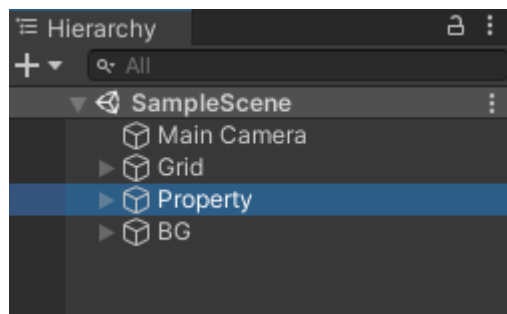 Hierarchy
All
SampleScene
Main Camera
Grid
Property
BG